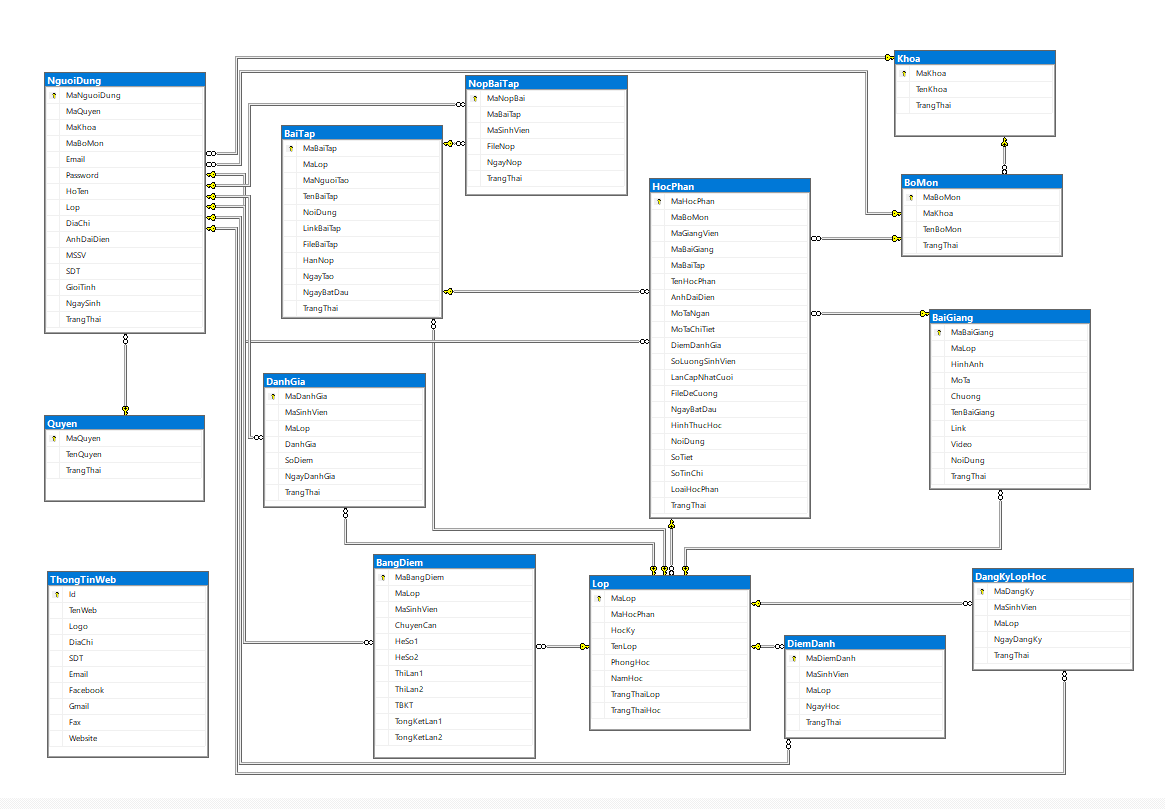 NguoiDung
MaNguoiDung
MaQuyen
MaKhoa
MaBoMon
Email
Password
HoTen
Lop
DiaChi
AnhDaiDien
MSSV
SDT
GioiTinh
NgaySinh
TrangThai
Quyen
MaQuyen
TenQuyen
TrangThai
ThongTinWeb
Id
TenWeb
Logo
DiaChi
SDT
Email
Facebook
Gmail
Fax
Website
BaiTap
MaBaiTap
MaLop
MaNguoiTao
TenBaiTap
NoiDung
LinkBaiTap
FileBaiTap
HanNop
NgayTao
NgayBatDau
TrangThai
DanhGia
MaDanhGia
MaSinhVien
MaLop
DanhGia
SoDiem
NgayDanhGia
TrangThai
BangDiem
MaBangDiem
MaLop
MaSinhVien
ChuyenCan
HeSo1
HeSo2
ThiLan1
ThiLan2
TBKT
TongKetLan1
TongKetLan2
NopBaiTap
MaNopBai
MaBaiTap
MaSinhVien
FileNop
NgayNop
TrangThai
HocPhan
MaHocPhan
MaBoMon
MaGiangVien
MaBaiGiang
MaBaiTap
TenHocPhan
AnhDaiDien
MoTaNgan
MoTaChiTiet
DiemDanhGia
SoLuongSinhVien
LanCapNhatCuoi
FileDeCuong
NgayBatDau
HinhThucHoc
NoiDung
SoTiet
SoTinChi
LoaiHocPhan
TrangThai
Lop
MaLop
MaHocPhan
HocKy
TenLop
PhongHoc
NamHoc
TrangThaiLop
TrangThaiHoc
Khoa
MaKhoa
TenKhoa
TrangThai
BoMon
MaBoMon
MaKhoa
TenBoMon
TrangThai
BaiGiang
MaBaiGiang
MaLop
HinhAnh
MoTa
Chuong
TenBaiGiang
Link
Video
NoiDung
TrangThai
DiemDanh
MaDiemDanh
MaSinhVien
MaLop
NgayHoc
TrangThai
DangKyLopHoc
MaDangKy
MaSinhVien
MaLop
NgayDangKy
TrangThai